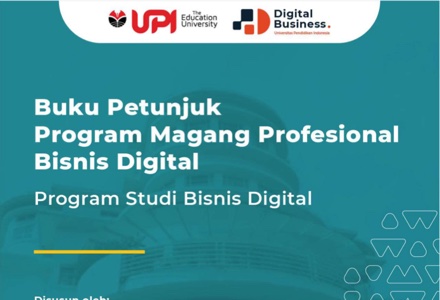 UPI
The
Education
University
Digital
Business.
Universitas Pendidikan Indonesia
Buku Petunjuk
Program Magang Profesional
Bisnis Digital
Program Studi Bisnis Digital
Disusun oleh: